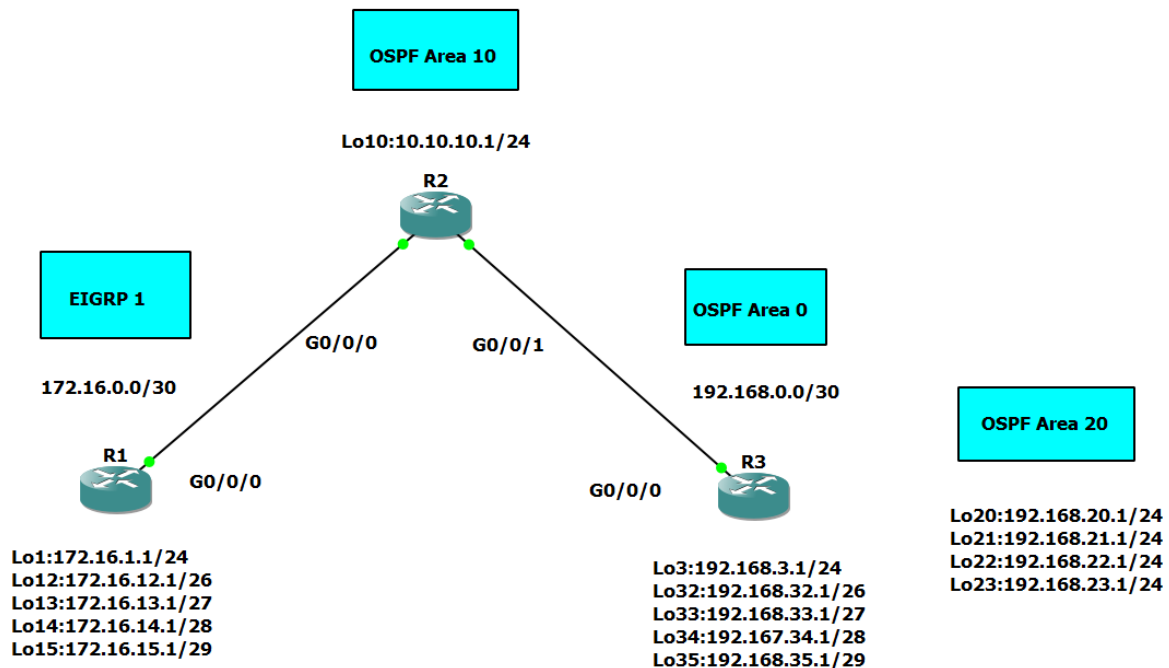 OSPF Area 10
Lo10:10.10.10.1/24
R2
EIGRP 1
OSPF Area 0
G0/0/0
G0/0/1
172.16.0.0/30
192.168.0.0/30
OSPF Area 20
R1
R3
G0/0/0
G0/0/0
Lo1:172.16.1.1/24
Lo12:172.16.12.1/26
Lo13:172.16.13.1/27
Lo14:172.16.14.1/28
Lo15:172.16.15.1/29
Lo3:192.168.3.1/24
Lo32:192.168.32.1/26
Lo33:192.168.33.1/27
Lo34:192.167.34.1/28
Lo35:192.168.35.1/29
Lo20:192.168.20.1/24
Lo21:192.168.21.1/24
Lo22:192.168.22.1/24
Lo23:192.168.23.1/24